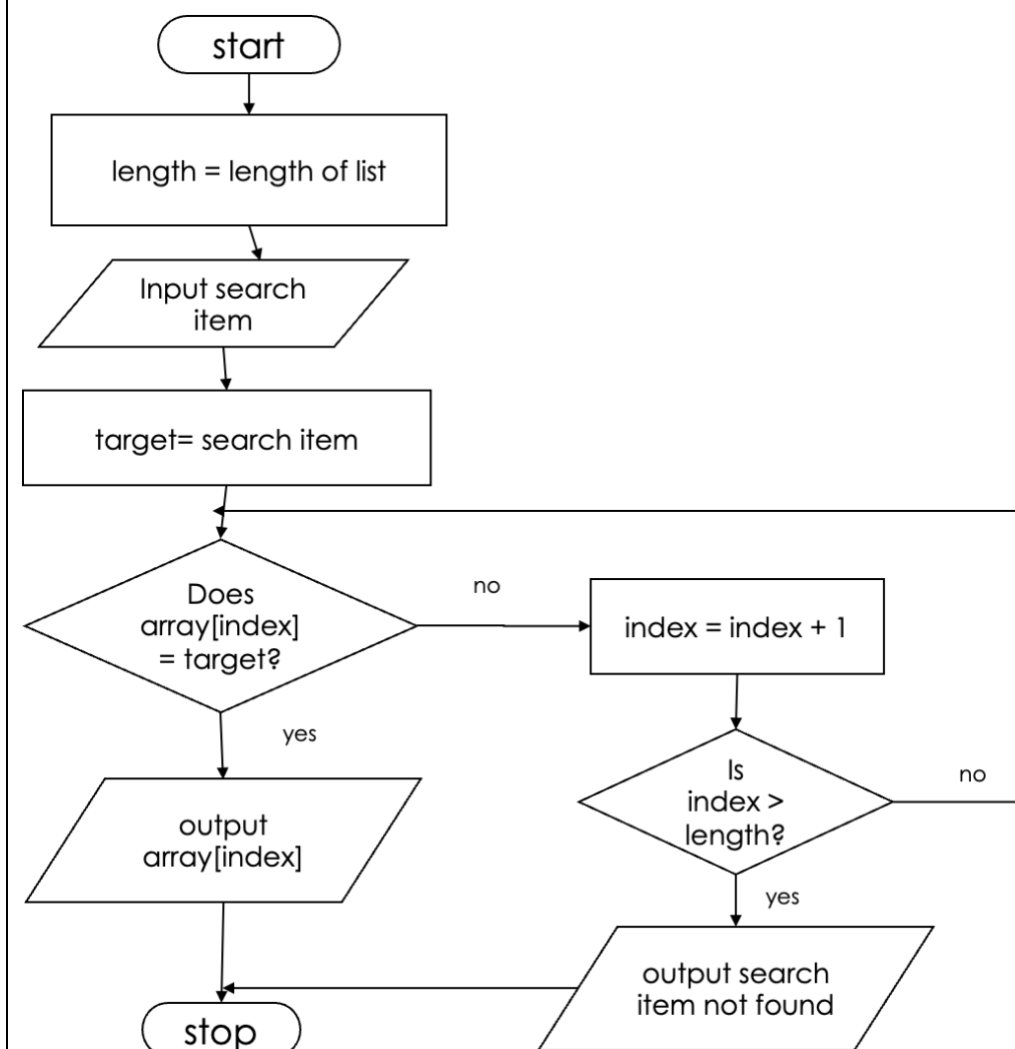 start
length = length of list
Input search
item
target= search item
Does
array[index]
= target?
no
index = index + 1
yes
Is
index >
length?
no
output
array[index]
yes
output search
item not found
stop